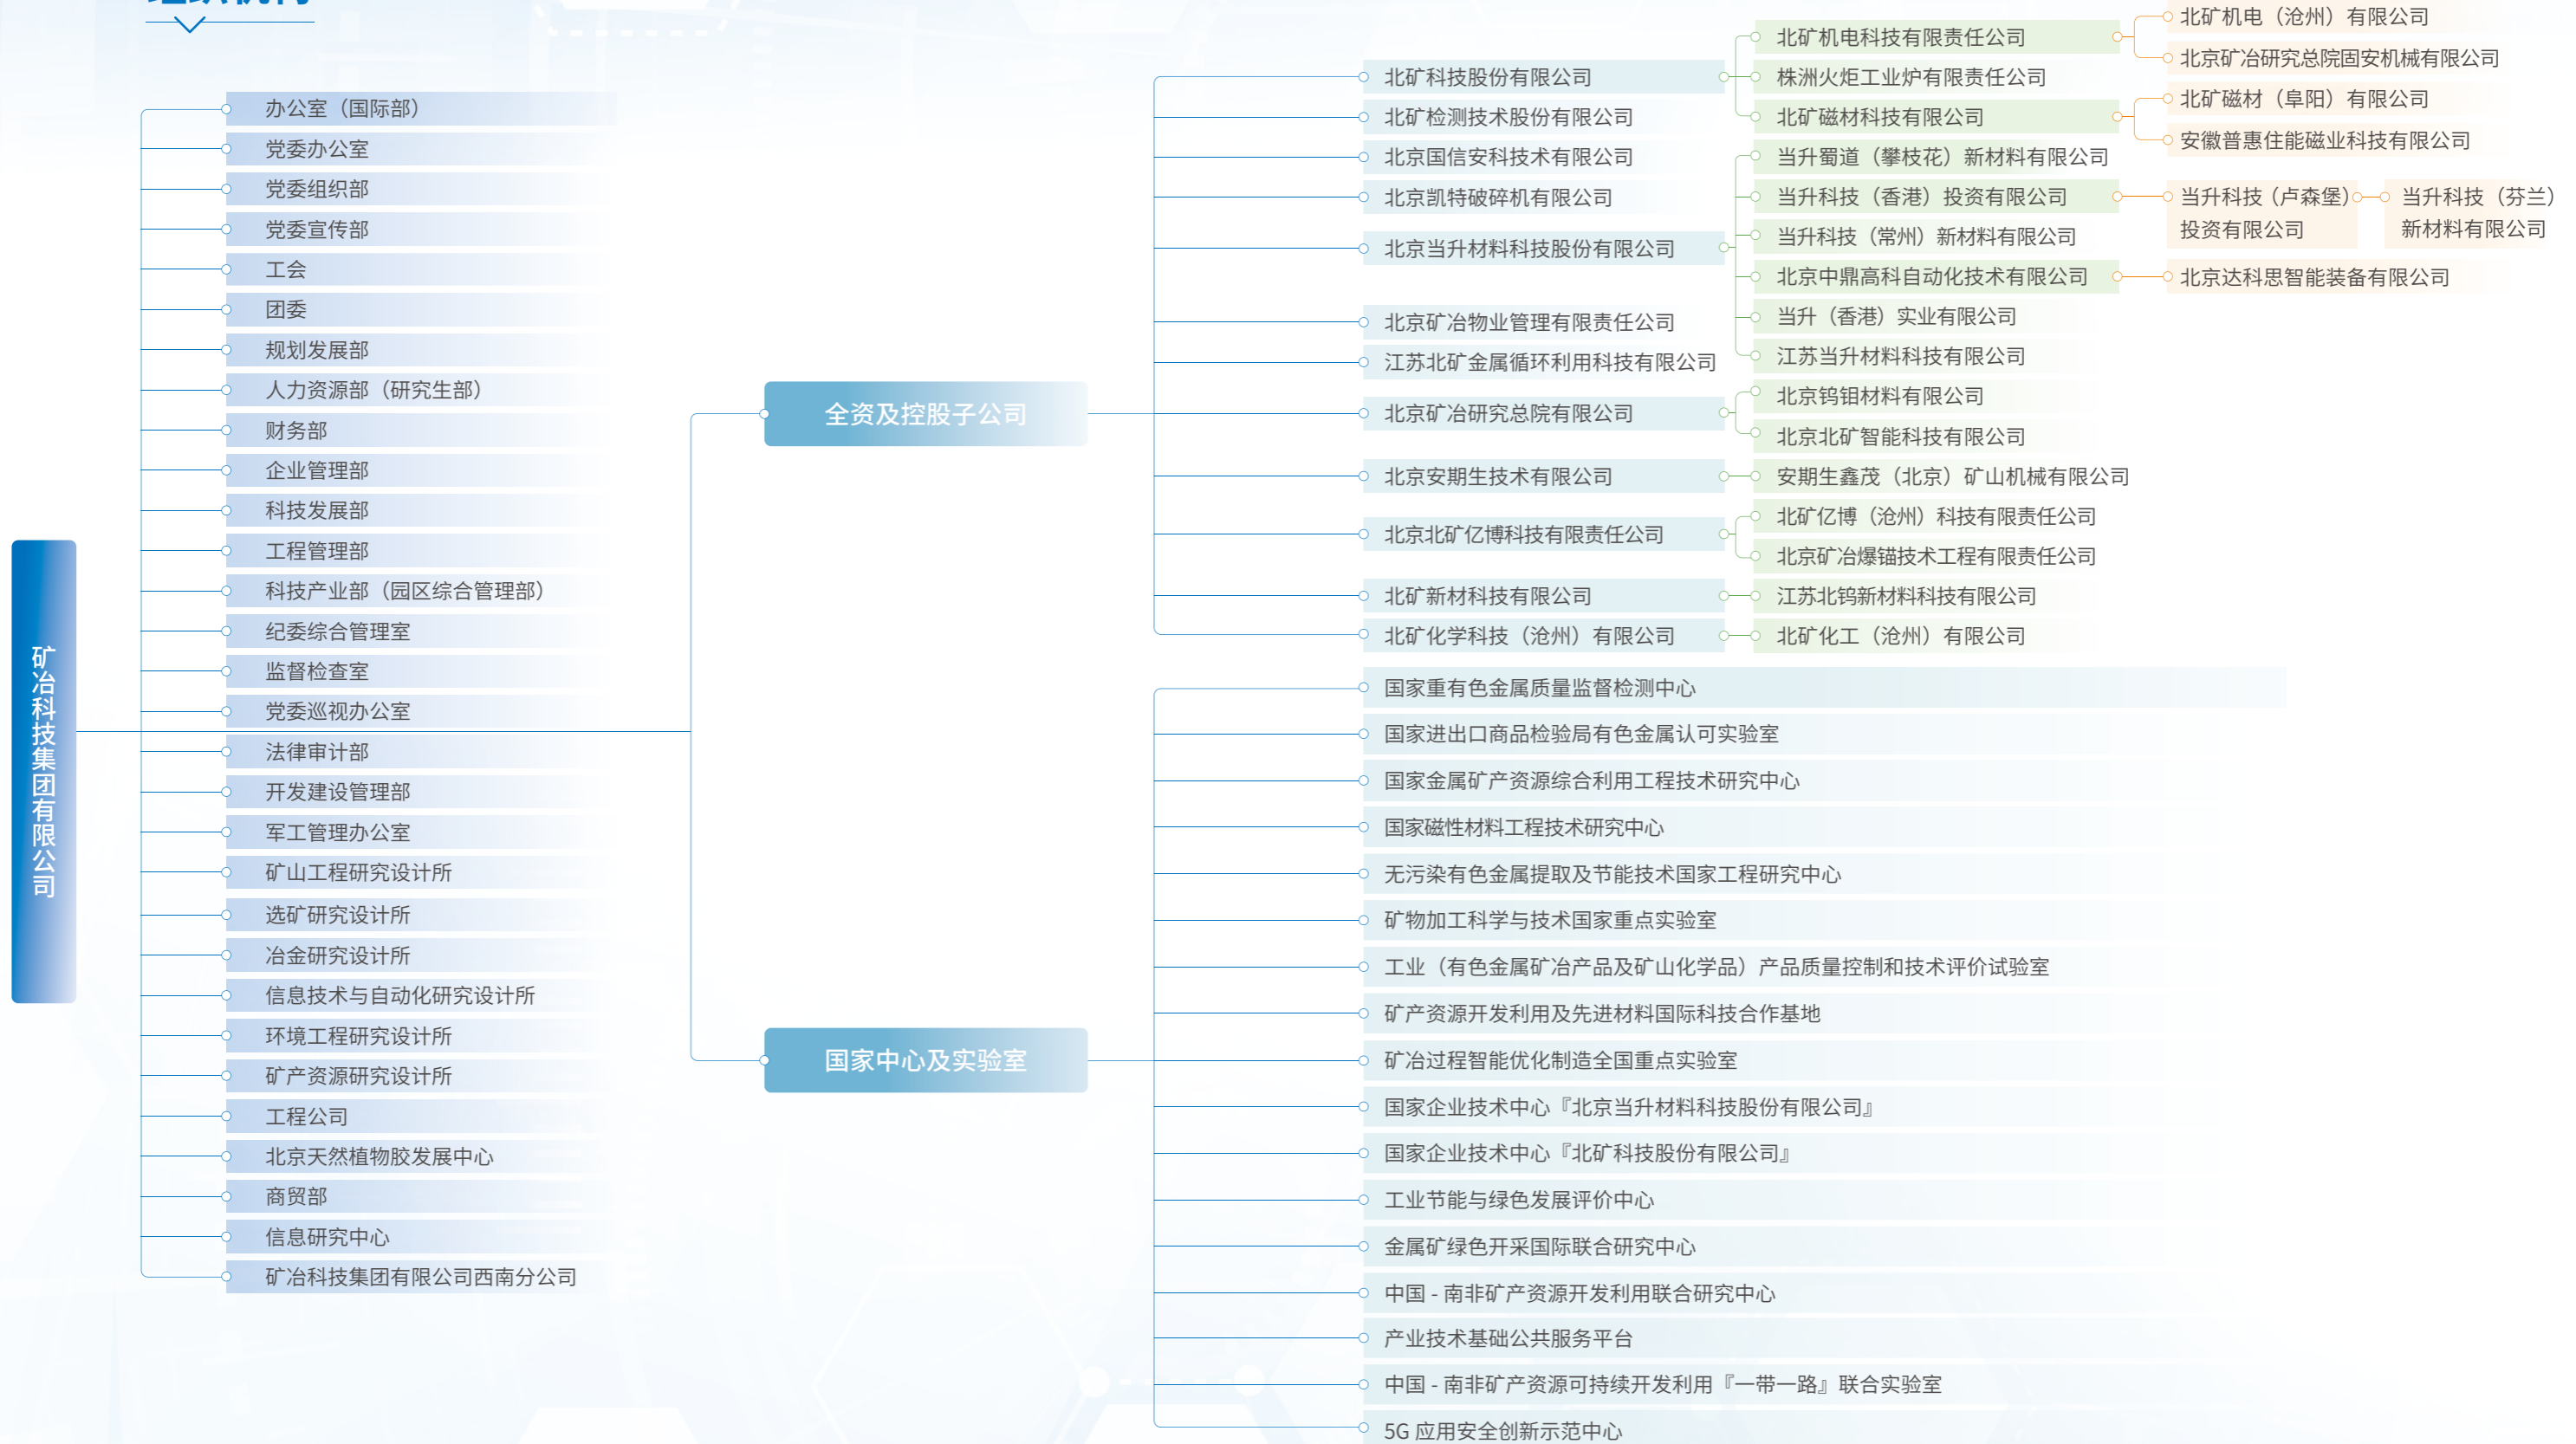 组织机构
矿冶科技集团有限公司
办公室（国际部）
党委办公室
党委组织部
党委宣传部
工会
团委
规划发展部
人力资源部（研究生部）
财务部
企业管理部
科技发展部
工程管理部
科技产业部（园区综合管理部）
纪委综合管理室
监督检查室
党委巡视办公室
法律审计部
开发建设管理部
军工管理办公室
矿山工程研究设计所
选矿研究设计所
冶金研究设计所
信息技术与自动化研究设计所
环境工程研究设计所
矿产资源研究设计所
工程公司
北京天然植物胶发展中心
商贸部
信息研究中心
矿冶科技集团有限公司西南分公司
全资及控股子公司
北矿科技股份有限公司
北矿机电科技有限责任公司
北矿机电（沧州）有限公司
北京矿冶研究总院固安机械有限公司
株洲火炬工业炉有限责任公司
北矿磁材科技有限公司
北矿磁材（阜阳）有限公司
安徽普惠住能磁业科技有限公司
北矿检测技术股份有限公司
北京国信安科技术有限公司
北京凯特破碎机有限公司
北京当升材料科技股份有限公司
当升蜀道（攀枝花）新材料有限公司
当升科技（香港）投资有限公司
当升科技（卢森堡）
投资有限公司
当升科技（芬兰）
新材料有限公司
当升科技（常州）新材料有限公司
北京中鼎高科自动化技术有限公司
北京达科思智能装备有限公司
当升（香港）实业有限公司
江苏当升材料科技有限公司
北京矿冶物业管理有限责任公司
江苏北矿金属循环利用科技有限公司
北京矿冶研究总院有限公司
北京钨钼材料有限公司
北京北矿智能科技有限公司
北京安期生技术有限公司
安期生鑫茂（北京）矿山机械有限公司
北京北矿亿博科技有限责任公司
北矿亿博（沧州）科技有限责任公司
北京矿冶爆锚技术工程有限责任公司
北矿新材科技有限公司
江苏北钨新材料科技有限公司
北矿化学科技（沧州）有限公司
北矿化工（沧州）有限公司
国家中心及实验室
国家重有色金属质量监督检测中心
国家进出口商品检验局有色金属认可实验室
国家金属矿产资源综合利用工程技术研究中心
国家磁性材料工程技术研究中心
无污染有色金属提取及节能技术国家工程研究中心
矿物加工科学与技术国家重点实验室
工业（有色金属矿冶产品及矿山化学品）产品质量控制和技术评价试验室
矿产资源开发利用及先进材料国际科技合作基地
矿冶过程智能优化制造全国重点实验室
国家企业技术中心『北京当升材料科技股份有限公司』
国家企业技术中心『北矿科技股份有限公司』
工业节能与绿色发展评价中心
金属矿绿色开采国际联合研究中心
中国 - 南非矿产资源开发利用联合研究中心
产业技术基础公共服务平台
中国 - 南非矿产资源可持续开发利用『一带一路』联合实验室
5G 应用安全创新示范中心